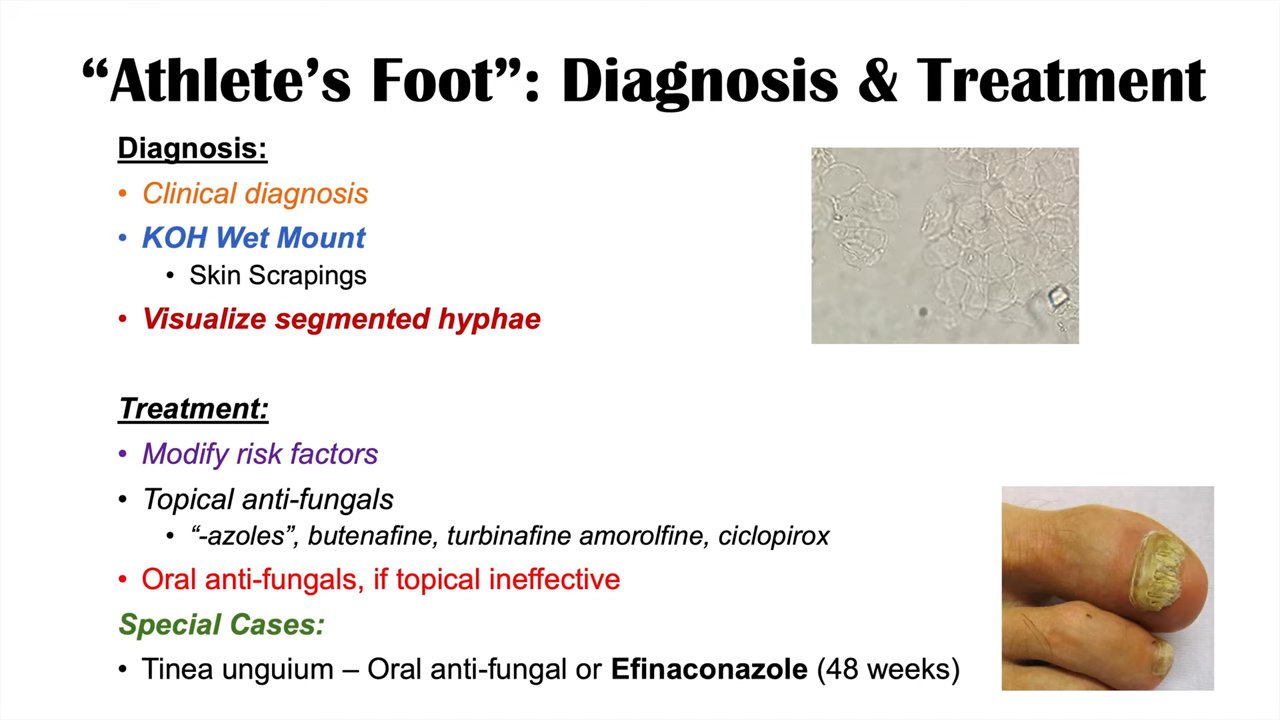 “Athlete’s Foot”: Diagnosis & Treatment
Diagnosis:
• Clinical diagnosis
• KOH Wet Mount
• Skin Scrapings
• Visualize segmented hyphae
Treatment:
• Modify risk factors
• Topical anti-fungals
• “-azoles”, butenafine, turbinafine amorolfine, ciclopirox
• Oral anti-fungals, if topical ineffective
Special Cases:
• Tinea unguium – Oral anti-fungal or Efinaconazole (48 weeks)